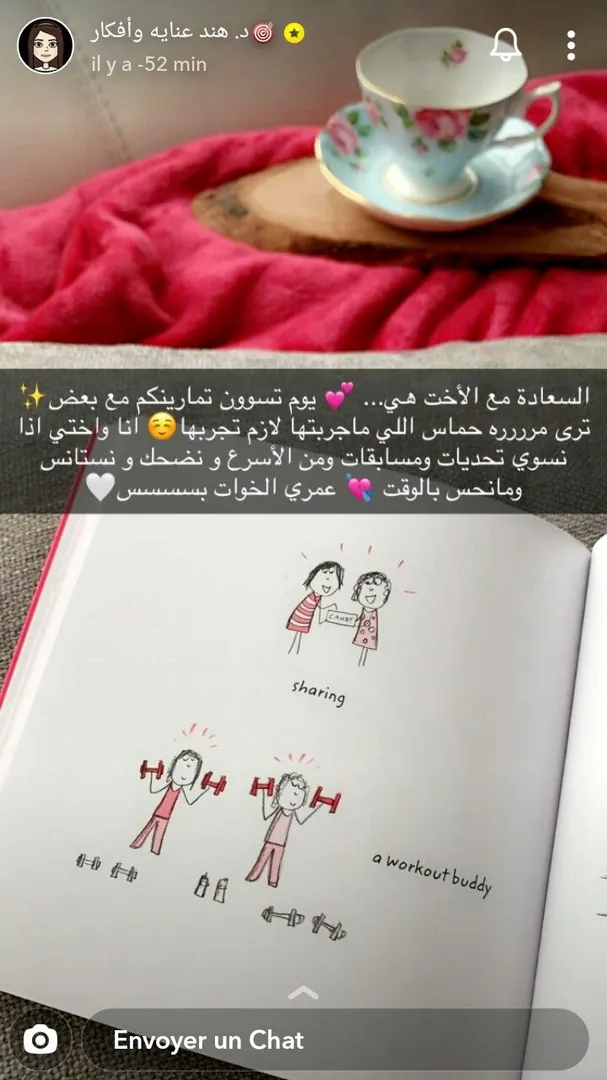 د. هند عنايه وأفكار🎯
il y a -52 min
السعادة مع الأخت هي... 💕 يوم تسوون تمارينكم مع بعض✨
ترى مررررره حماس اللي ماجربتها لازم تجربها☺️ انا واختي اذا
نسوي تحديات ومسابقات ومن الأسرع و نضحك و نستانس
ومانحس بالوقت 💘 عمري الخوات بسسسسس🤍
CANDY
sharing
a workout buddy
Envoyer un Chat